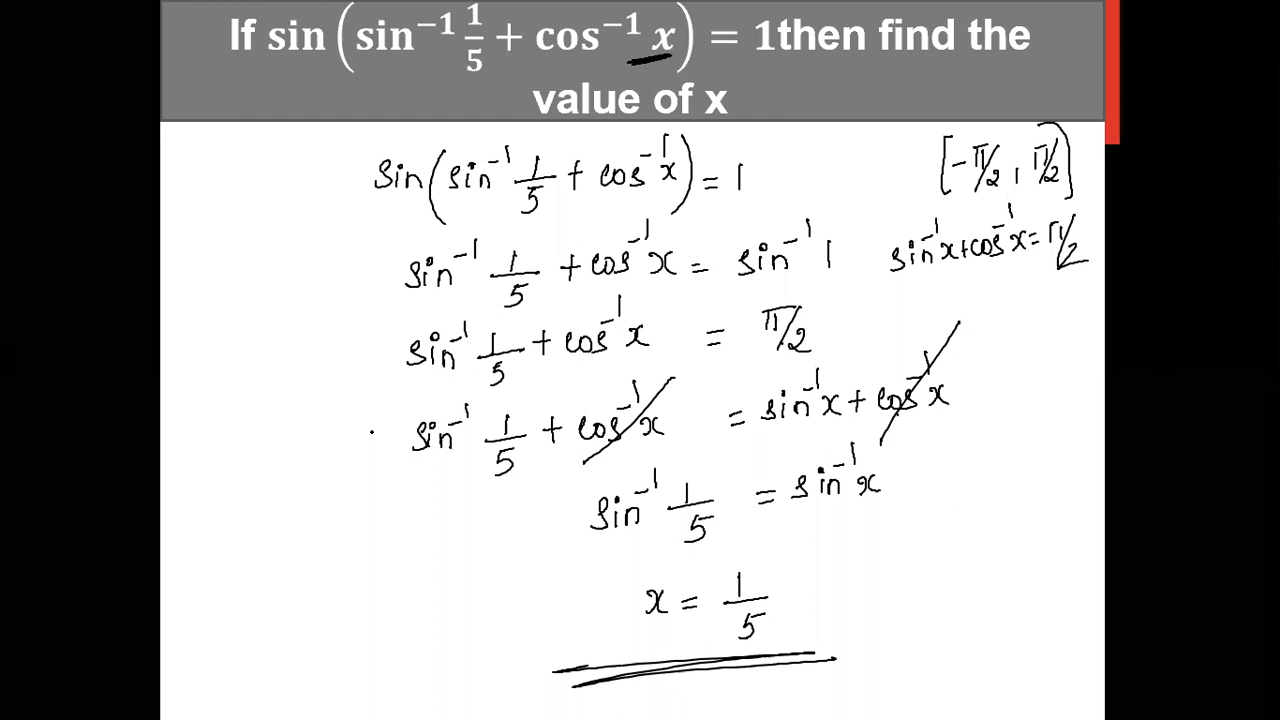 If sin (sin⁻¹ 1/5 + cos⁻¹ x) = 1then find the
value of x
sin(sin⁻¹ 1/5 + cos⁻¹ x) = 1
[-π/2, π/2]
sin⁻¹ 1/5 + cos⁻¹ x = sin⁻¹ 1
sin⁻¹x+cos⁻¹x=π/2
sin⁻¹ 1/5 + cos⁻¹ x = π/2
sin⁻¹ 1/5 + cos⁻¹ x = sin⁻¹x + cos⁻¹x
sin⁻¹ 1/5 = sin⁻¹x
x = 1/5